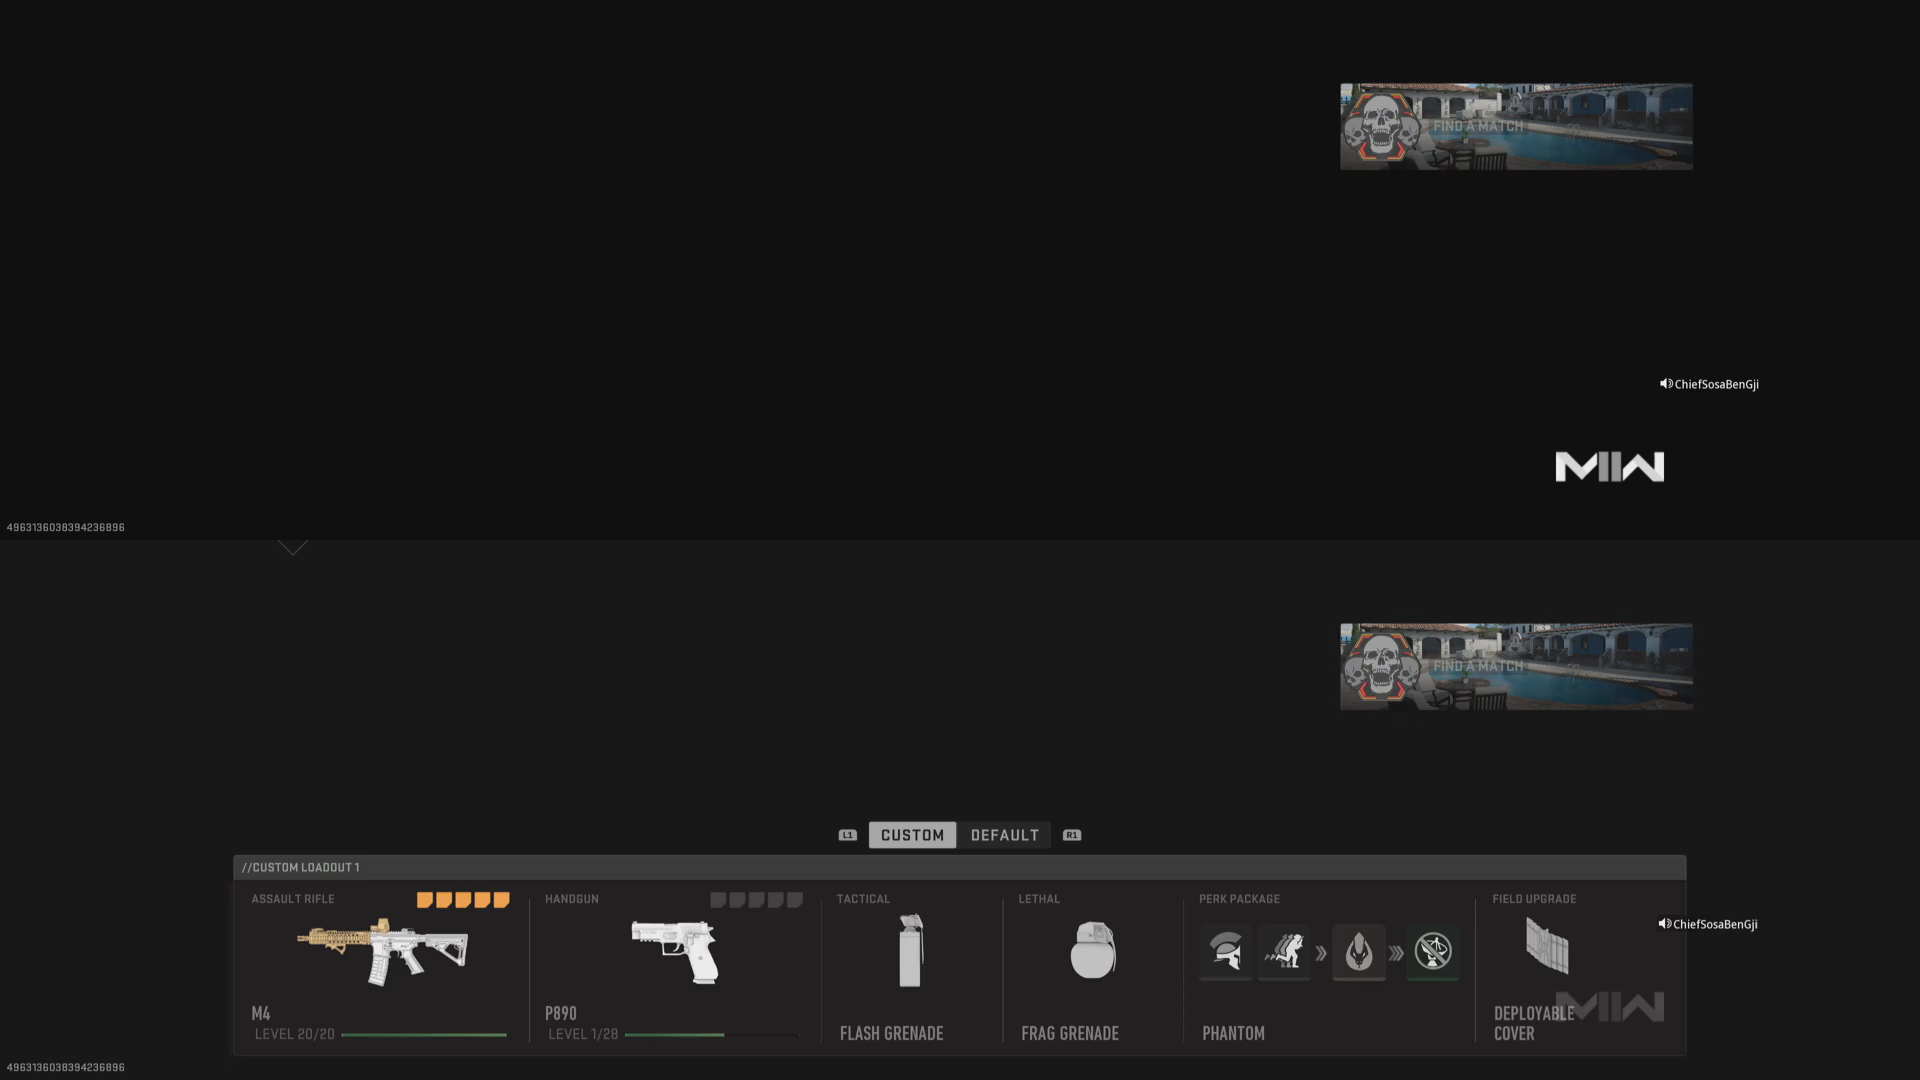 FIND A MATCH
ChiefSosaBenGji
MIIW
4963136038394236896
FIND A MATCH
L1 CUSTOM DEFAULT R1
//CUSTOM LOADOUT 1
ASSAULT RIFLE HANDGUN TACTICAL LETHAL PERK PACKAGE FIELD UPGRADE
ChiefSosaBenGji
M4 P890 DEPLOYABLE MIIW
LEVEL 20/20 LEVEL 1/28 FLASH GRENADE FRAG GRENADE PHANTOM COVER
4963136038394236896